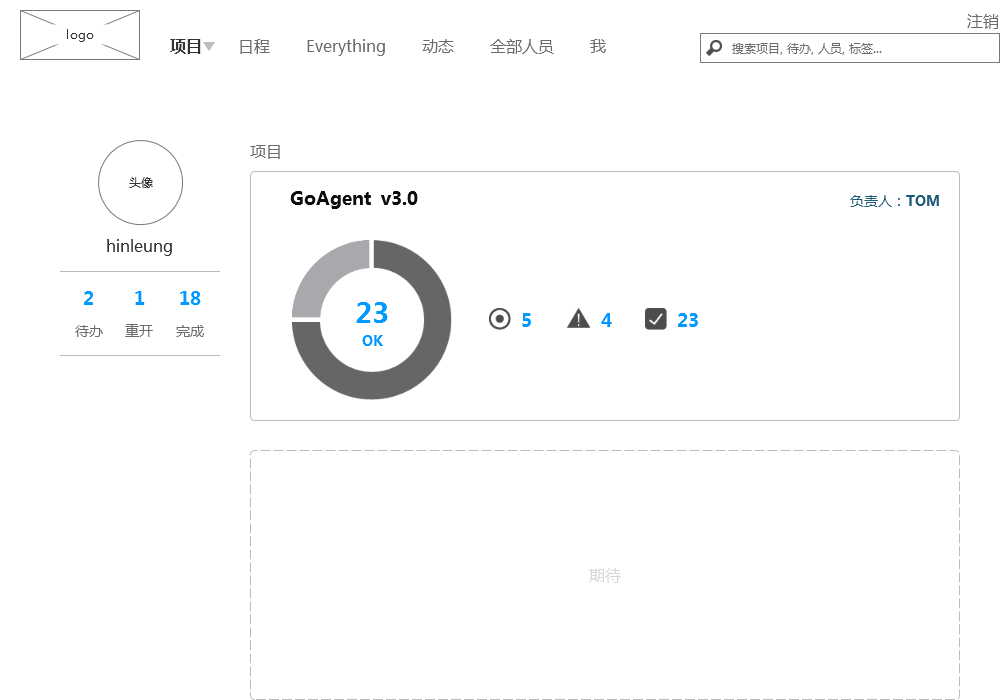 logo
项目 日程 Everything 动态 全部人员 我
注销
搜索项目, 待办, 人员, 标签...
头像
hinleung
2 1 18
待办 重开 完成
项目
GoAgent v3.0
负责人：TOM
23
OK
5 4 23
期待